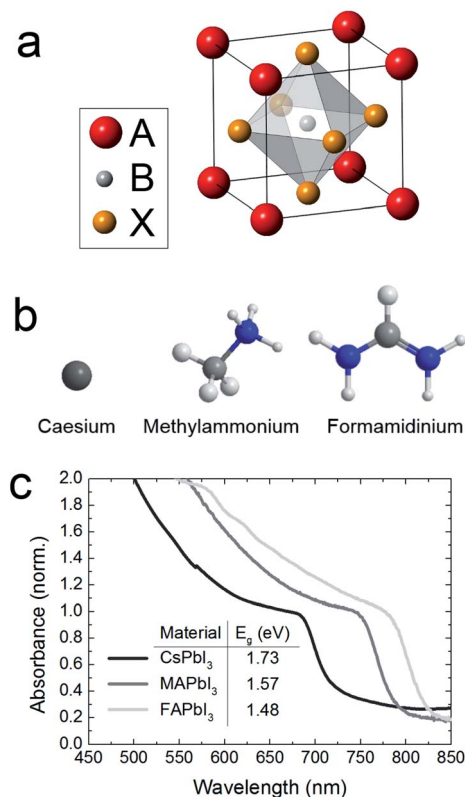 a
A
B
X
b
Caesium Methylammonium Formamidinium
c
Absorbance (norm.)
2.0
1.8
1.6
1.4
1.2
1.0
0.8
0.6
0.4
0.2
0.0
Material E_g (eV)
CsPbI₃ 1.73
MAPbI₃ 1.57
FAPbI₃ 1.48
450 500 550 600 650 700 750 800 850
Wavelength (nm)